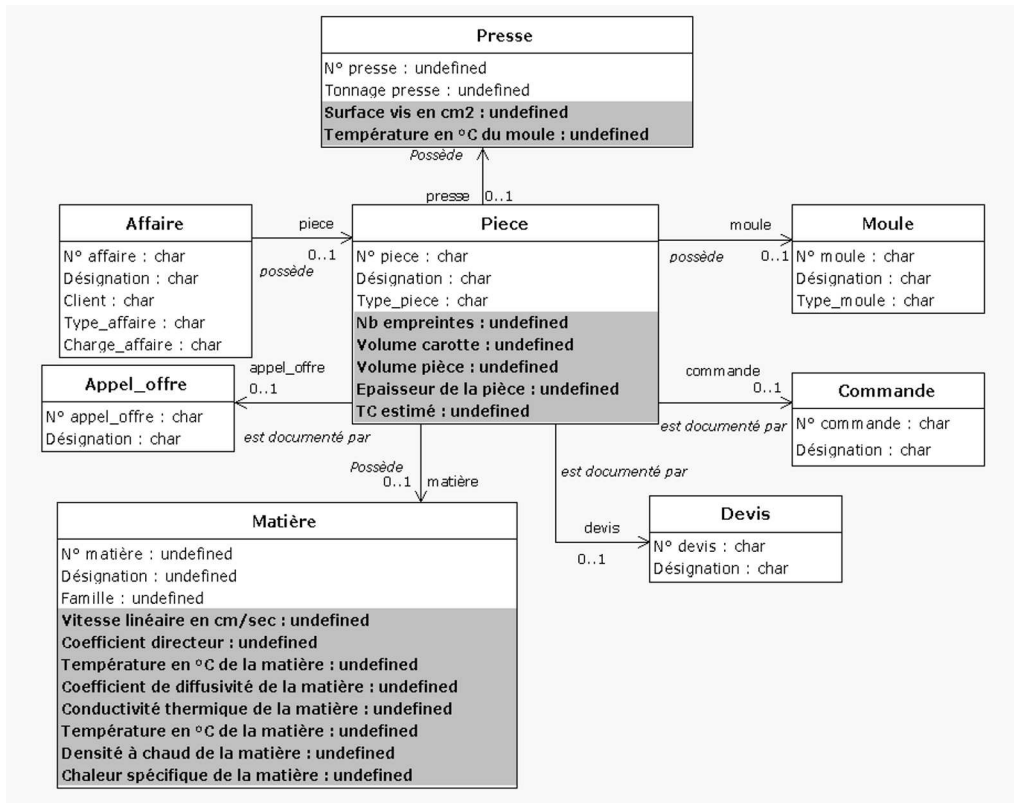 Presse
N° presse : undefined
Tonnage presse : undefined
Surface vis en cm2 : undefined
Température en °C du moule : undefined
Possède
presse 0..1
Affaire
N° affaire : char
Désignation : char
Client : char
Type_affaire : char
Charge_affaire : char
piece
0..1
possède
Piece
N° piece : char
Désignation : char
Type_piece : char
Nb empreintes : undefined
Volume carotte : undefined
Volume pièce : undefined
Epaisseur de la pièce : undefined
TC estimé : undefined
moule
possède 0..1
Moule
N° moule : char
Désignation : char
Type_moule : char
Appel_offre
N° appel_offre : char
Désignation : char
appel_offre
0..1
est documenté par
commande
0..1
est documenté par
Commande
N° commande : char
Désignation : char
Possède
0..1 matière
est documenté par
devis
0..1
Devis
N° devis : char
Désignation : char
Matière
N° matière : undefined
Désignation : undefined
Famille : undefined
Vitesse linéaire en cm/sec : undefined
Coefficient directeur : undefined
Température en °C de la matière : undefined
Coefficient de diffusivité de la matière : undefined
Conductivité thermique de la matière : undefined
Température en °C de la matière : undefined
Densité à chaud de la matière : undefined
Chaleur spécifique de la matière : undefined